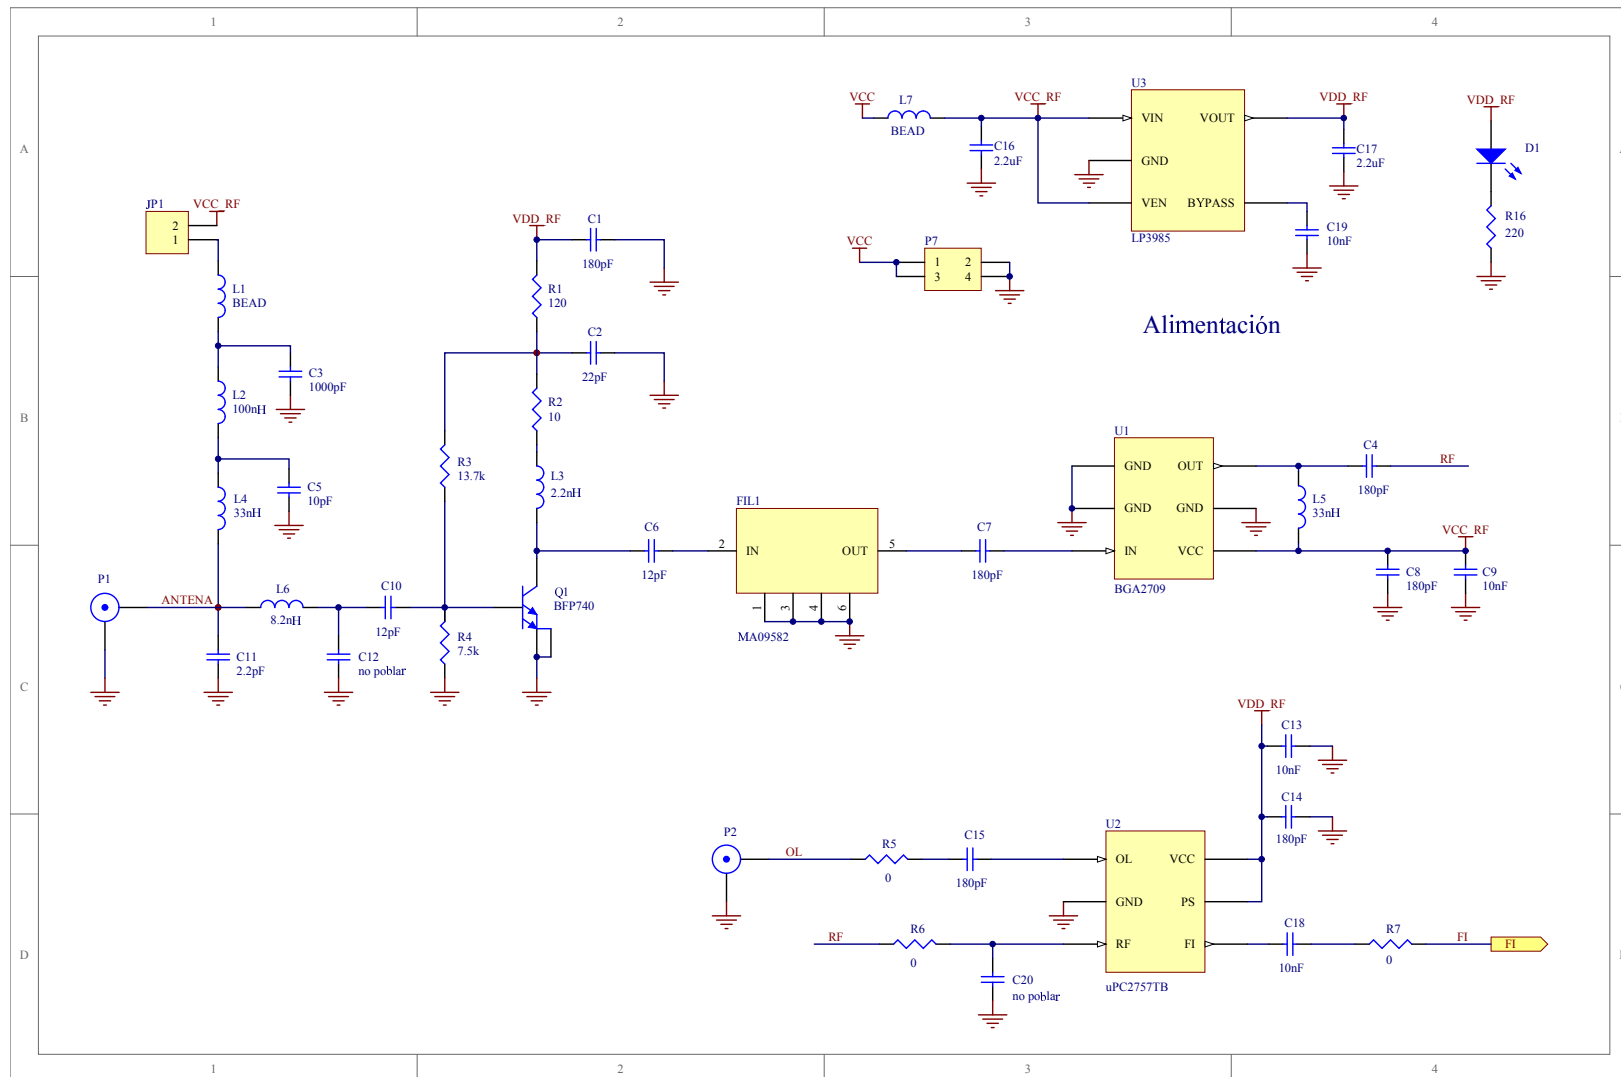 1 2 3 4
A
VCC L7 BEAD VCC_RF C16 2.2uF
U3 VIN VOUT GND VEN BYPASS LP3985
VDD_RF C17 2.2uF C19 10nF
VDD_RF D1 R16 220
JP1 VCC_RF 2 1
VDD_RF C1 180pF
VCC P7 1 2 3 4
Alimentación
L1 BEAD
R1 120
C2 22pF
C3 1000pF
L2 100nH
B
R2 10
R3 13.7k
L3 2.2nH
C5 10pF
L4 33nH
U1 GND OUT GND GND IN VCC BGA2709
C4 180pF RF
L5 33nH
VCC_RF C8 180pF C9 10nF
FIL1 2 IN OUT 5 1 3 4 6 MA09582
C6 12pF
C7 180pF
P1 ANTENA L6 8.2nH C10 12pF
Q1 BFP740
R4 7.5k
C11 2.2pF
C12 no poblar
C
VDD_RF C13 10nF
C14 180pF
P2 OL R5 0 C15 180pF
U2 OL VCC GND PS RF FI uPC2757TB
RF R6 0 C20 no poblar
C18 10nF R7 0 FI FI
D
1 2 3 4